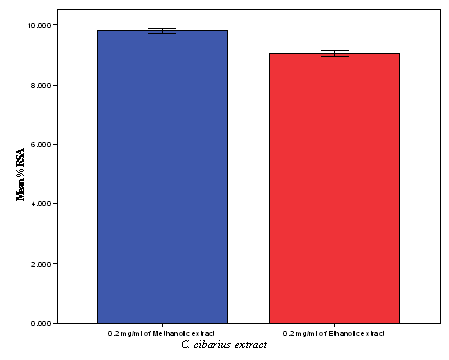 10.000
8.000
6.000
4.000
2.000
0.000
Mean % RSA
0.2 mg/ml of Methanolic extract
0.2 mg/ml of Ethanolic extract
C. cibarius extract